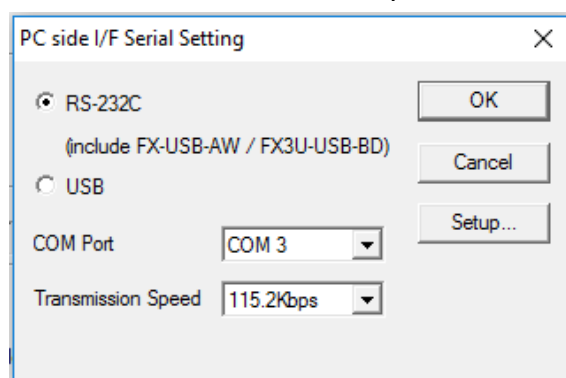 PC side I/F Serial Setting
RS-232C
OK
(include FX-USB-AW / FX3U-USB-BD)
Cancel
USB
Setup...
COM Port
COM 3
Transmission Speed
115.2Kbps